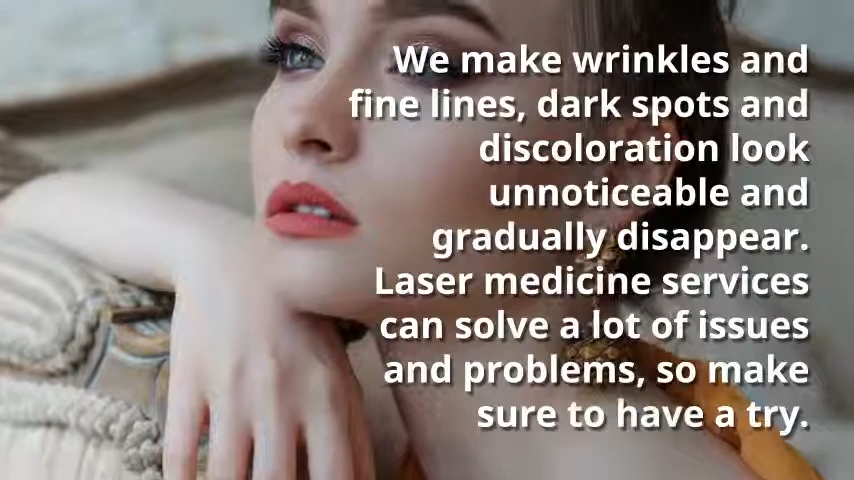 We make wrinkles and
fine lines, dark spots and
discoloration look
unnoticeable and
gradually disappear.
Laser medicine services
can solve a lot of issues
and problems, so make
sure to have a try.